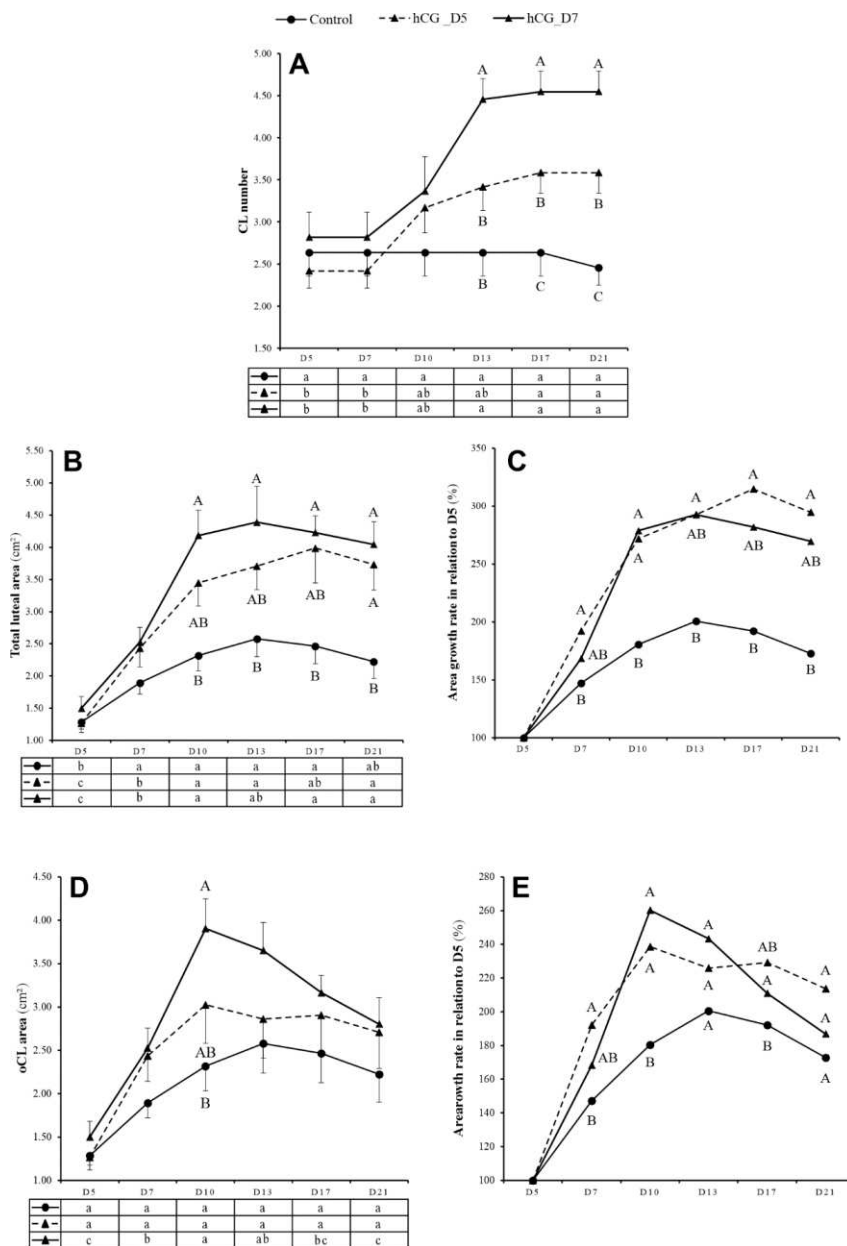 Control hCG_D5 hCG_D7
A
5.00
4.50
4.00
3.50
3.00
2.50
2.00
1.50
CL number
A A A
B B B
B C C
D5 D7 D10 D13 D17 D21
a a a a a a
b b ab ab a a
b b ab a a a
B
5.50
5.00
4.50
4.00
3.50
3.00
2.50
2.00
1.50
1.00
Total luteal area (cm²)
A A A A
AB AB AB A
B B B B
D5 D7 D10 D13 D17 D21
b a a a a ab
c b a a ab a
c b a ab a a
C
350
300
250
200
150
100
Area growth rate in relation to D5 (%)
A A A A A
A AB AB AB
AB
B B B B B
D5 D7 D10 D13 D17 D21
D
4.50
4.00
3.50
3.00
2.50
2.00
1.50
1.00
oCL area (cm²)
A
AB
B
D5 D7 D10 D13 D17 D21
a a a a a a
a a a a a a
c b a ab bc c
E
280
260
240
220
200
180
160
140
120
100
Arearowth rate in relation to D5 (%)
A A A AB A
A A A A
AB
B B A B A
D5 D7 D10 D13 D17 D21